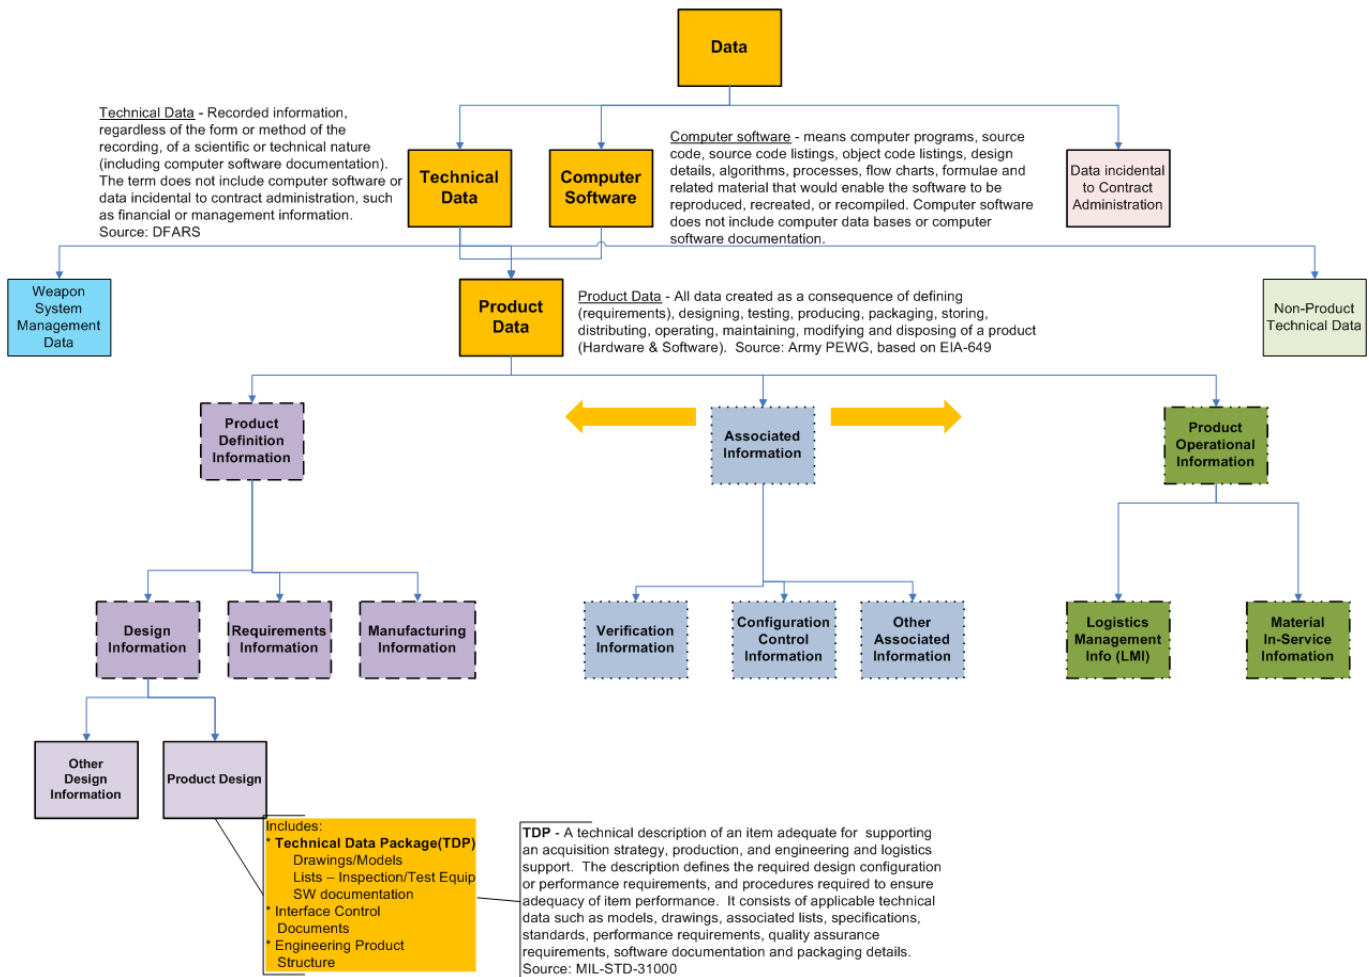 Data
Technical Data - Recorded information,
regardless of the form or method of the
recording, of a scientific or technical nature
(including computer software documentation).
The term does not include computer software or
data incidental to contract administration, such
as financial or management information.
Source: DFARS
Technical
Data
Computer
Software
Computer software - means computer programs, source
code, source code listings, object code listings, design
details, algorithms, processes, flow charts, formulae and
related material that would enable the software to be
reproduced, recreated, or recompiled. Computer software
does not include computer data bases or computer
software documentation.
Data incidental
to Contract
Administration
Weapon
System
Management
Data
Product
Data
Product Data - All data created as a consequence of defining
(requirements), designing, testing, producing, packaging, storing,
distributing, operating, maintaining, modifying and disposing of a product
(Hardware & Software).  Source: Army PEWG, based on EIA-649
Non-Product
Technical Data
Product
Definition
Information
Associated
Information
Product
Operational
Information
Design
Information
Requirements
Information
Manufacturing
Information
Verification
Information
Configuration
Control
Information
Other
Associated
Information
Logistics
Management
Info (LMI)
Material
In-Service
Infomation
Other
Design
Information
Product Design
Includes:
* Technical Data Package(TDP)
Drawings/Models
Lists – Inspection/Test Equip
SW documentation
* Interface Control
Documents
* Engineering Product
Structure
TDP - A technical description of an item adequate for  supporting
an acquisition strategy, production, and engineering and logistics
support.  The description defines the required design configuration
or performance requirements, and procedures required to ensure
adequacy of item performance.  It consists of applicable technical
data such as models, drawings, associated lists, specifications,
standards, performance requirements, quality assurance
requirements, software documentation and packaging details.
Source: MIL-STD-31000